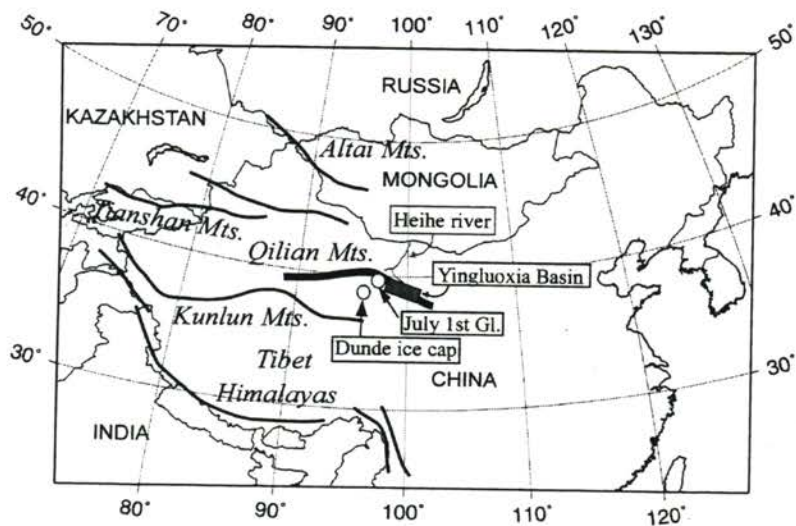 50° 60° 70° 80° 90° 100° 110° 120° 130° 50°
RUSSIA
KAZAKHSTAN
Altai Mts.
MONGOLIA
40° 40°
Tianshan Mts.
Heihe river
Qilian Mts.
Yingluoxia Basin
Kunlun Mts.
July 1st Gl.
Dunde ice cap
Tibet
30° 30°
CHINA
Himalayas
INDIA
80° 90° 100° 110° 120°